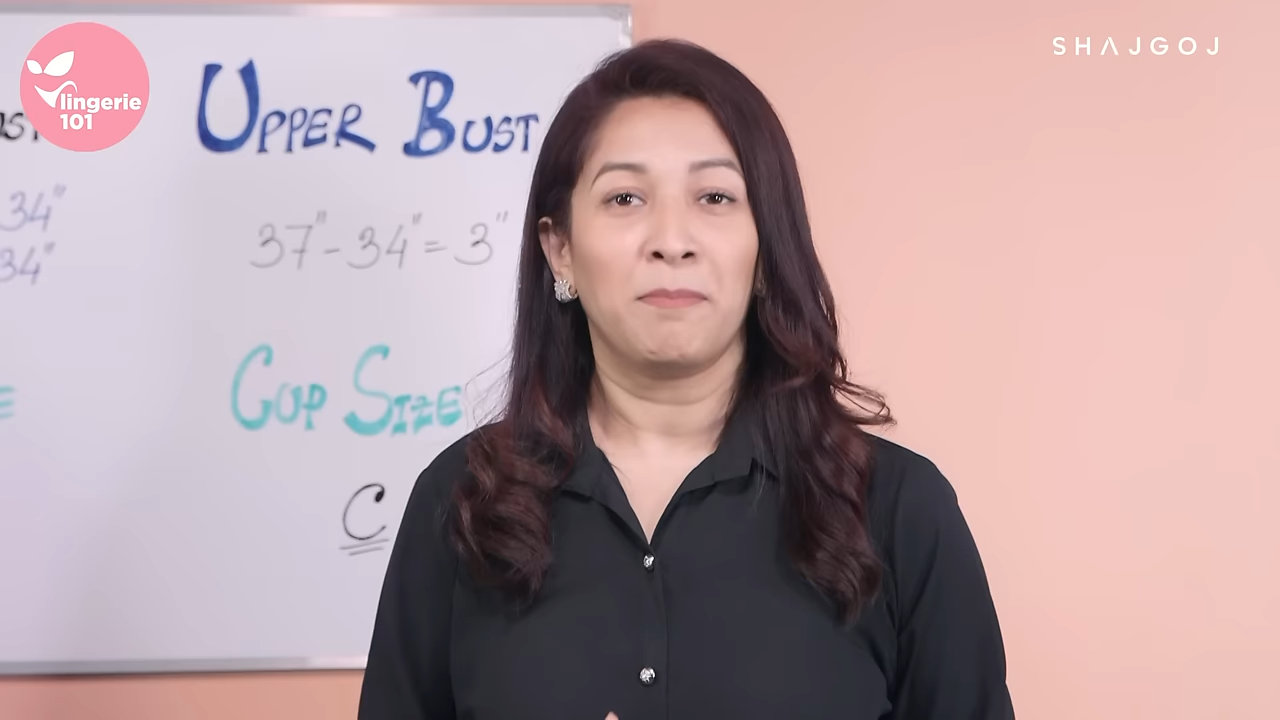 lingerie
101
SHAJGOJ
UPPER BUST
34"
34"
37" - 34" = 3"
CUP SIZE
C